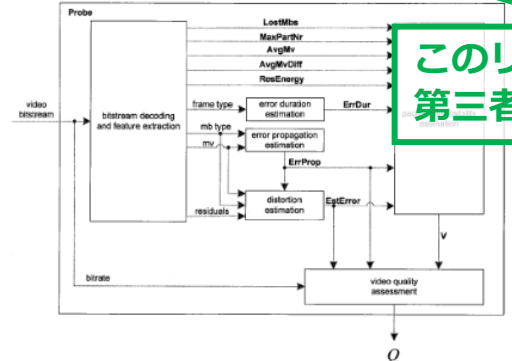 Probe
LostMbs
MaxPartNr
AvgMv
AvgMvDiff
ResEnergy
このリ
第三者
video
bitstream
bitstream decoding
and feature extraction
frame type
error duration
estimation
ErrDur
mb type
mv
error propagation
estimation
ErrProp
distortion
estimation
EstError
residuals
V
bitrate
video quality
assessment
Q